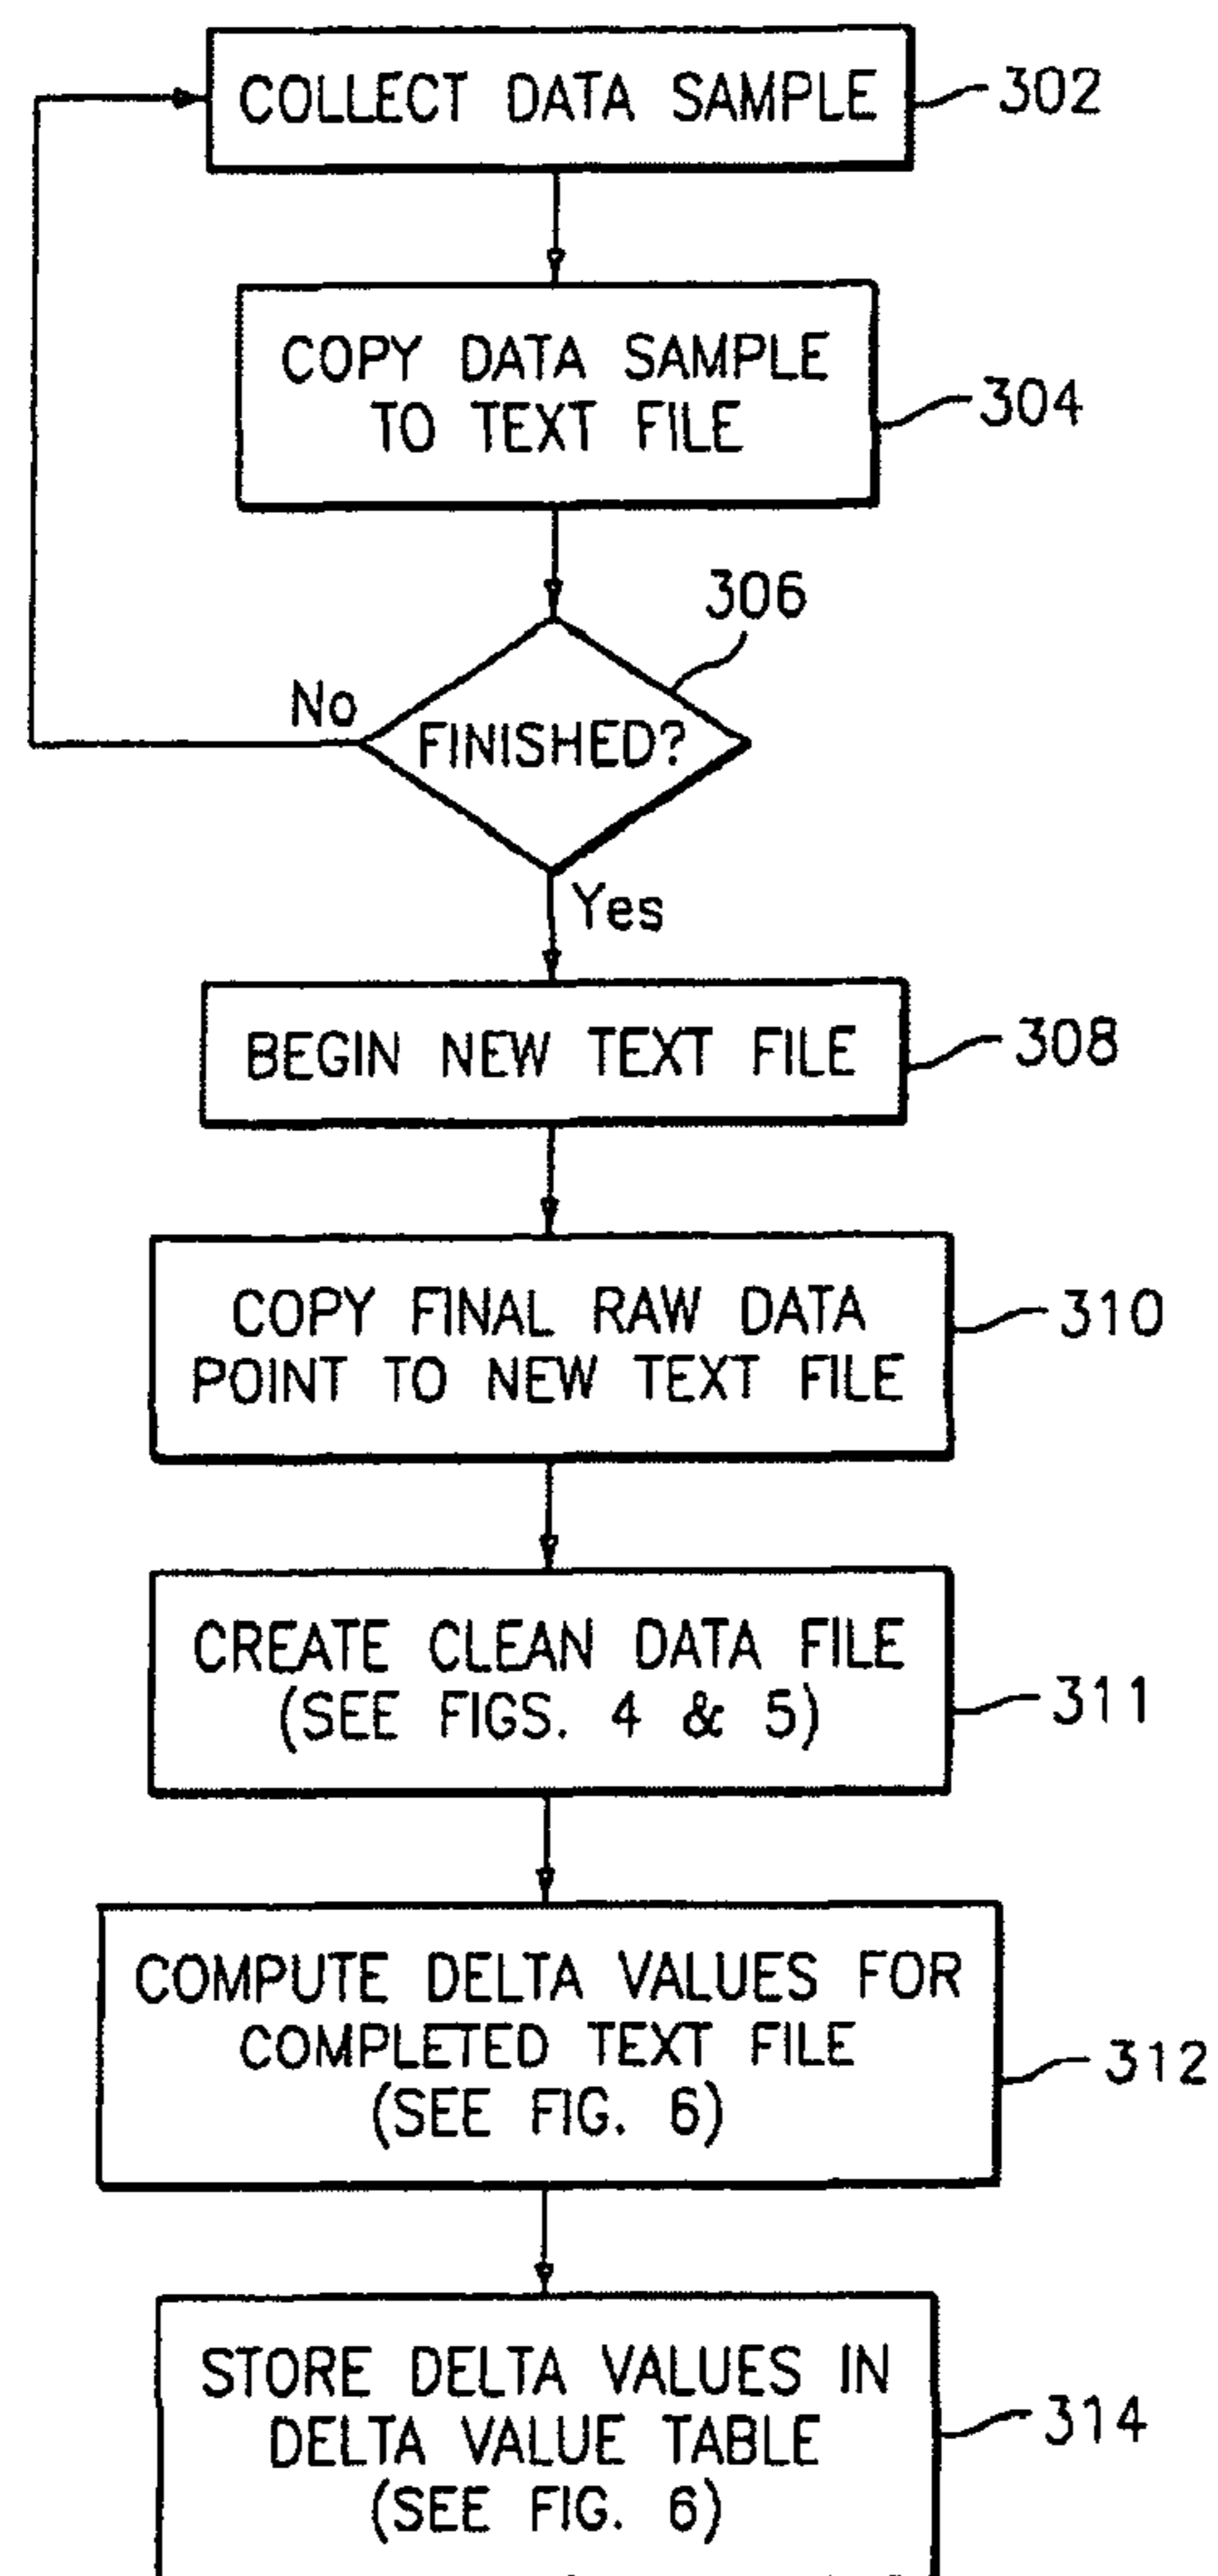 COLLECT DATA SAMPLE
302
COPY DATA SAMPLE
TO TEXT FILE
304
306
FINISHED?
No
Yes
BEGIN NEW TEXT FILE
308
COPY FINAL RAW DATA
POINT TO NEW TEXT FILE
310
CREATE CLEAN DATA FILE
(SEE FIGS. 4 & 5)
311
COMPUTE DELTA VALUES FOR
COMPLETED TEXT FILE
(SEE FIG. 6)
312
STORE DELTA VALUES IN
DELTA VALUE TABLE
(SEE FIG. 6)
314